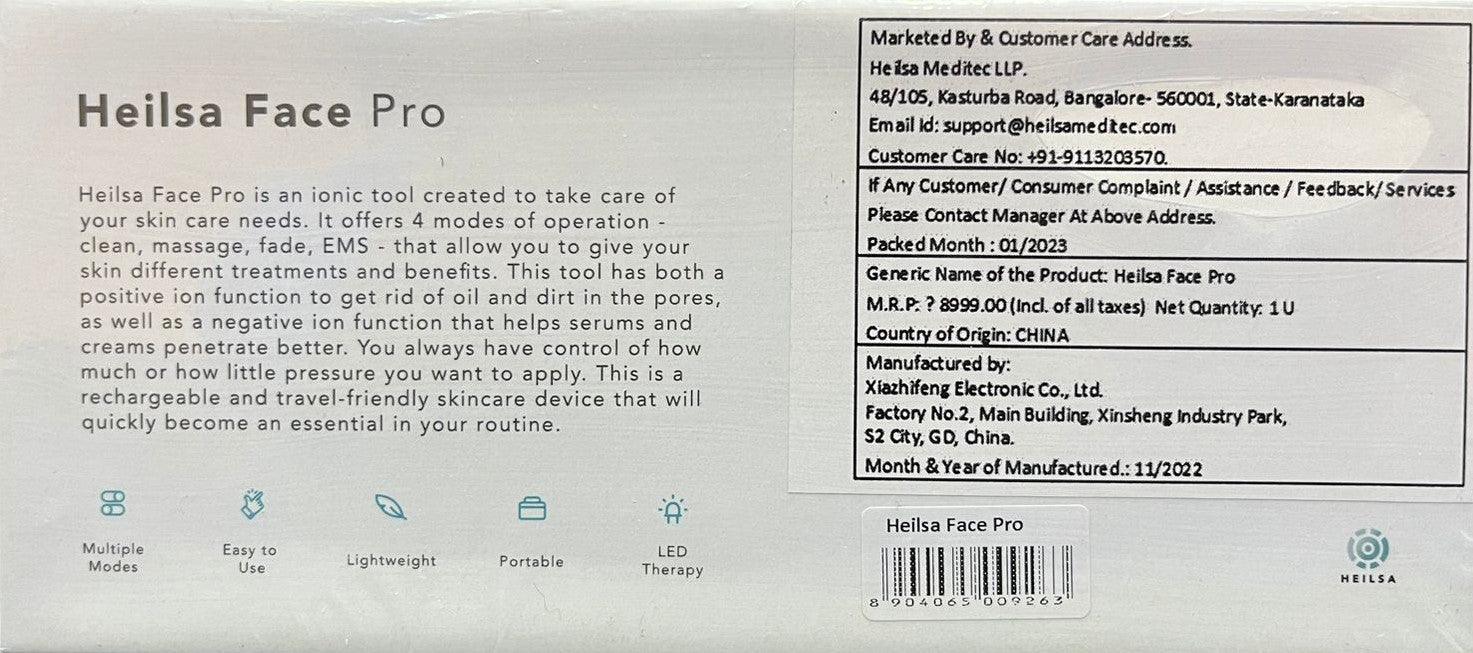 Heilsa Face Pro
Heilsa Face Pro is an ionic tool created to take care of
your skin care needs. It offers 4 modes of operation -
clean, massage, fade, EMS - that allow you to give your
skin different treatments and benefits. This tool has both a
positive ion function to get rid of oil and dirt in the pores,
as well as a negative ion function that helps serums and
creams penetrate better. You always have control of how
much or how little pressure you want to apply. This is a
rechargeable and travel-friendly skincare device that will
quickly become an essential in your routine.
Multiple
Modes
Easy to
Use
Lightweight
Portable
LED
Therapy
Marketed By & Customer Care Address.
Heilsa Meditec LLP.
48/105, Kasturba Road, Bangalore- 560001, State-Karanataka
Email Id: support@heilsameditec.com
Customer Care No: +91-9113203570.
If Any Customer/ Consumer Complaint / Assistance / Feedback/ Services
Please Contact Manager At Above Address.
Packed Month : 01/2023
Generic Name of the Product: Heilsa Face Pro
M.R.P.: ? 8999.00 (Incl. of all taxes) Net Quantity: 1 U
Country of Origin: CHINA
Manufactured by:
Xiazhifeng Electronic Co., Ltd.
Factory No.2, Main Building, Xinsheng Industry Park,
S2 City, GD, China.
Month & Year of Manufactured.: 11/2022
Heilsa Face Pro
8 904065 009263
HEILSA